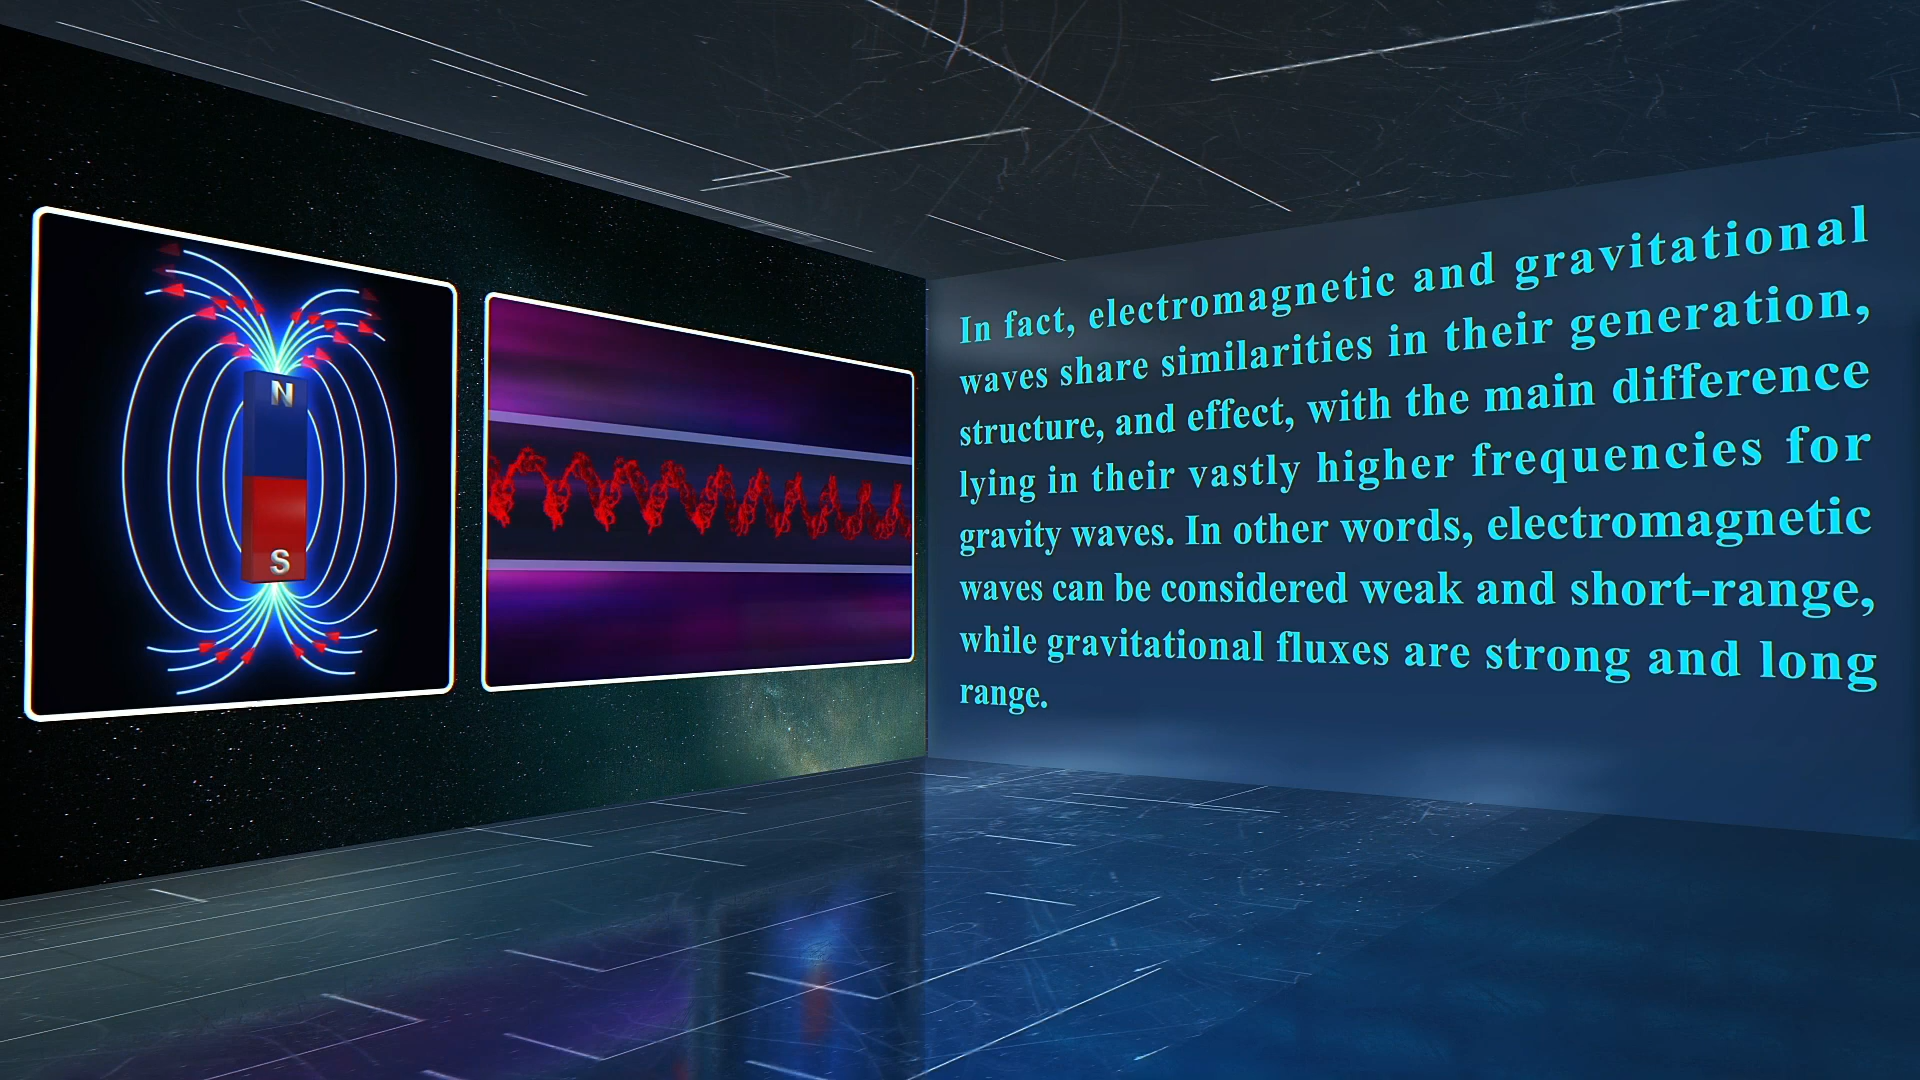 N
S
In fact, electromagnetic and gravitational
waves share similarities in their generation,
structure, and effect, with the main difference
lying in their vastly higher frequencies for
gravity waves. In other words, electromagnetic
waves can be considered weak and short-range,
while gravitational fluxes are strong and long
range.